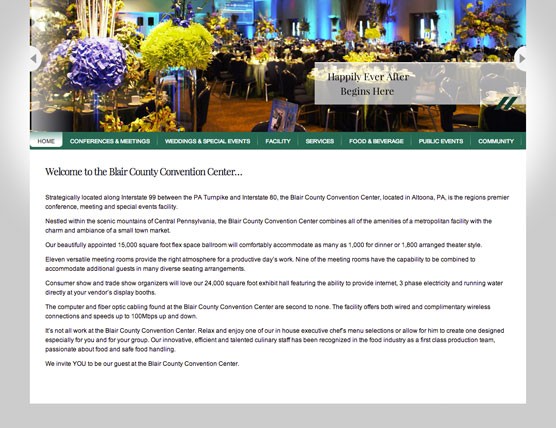 Happily Ever After
Begins Here
HOME CONFERENCES & MEETINGS WEDDINGS & SPECIAL EVENTS FACILITY SERVICES FOOD & BEVERAGE PUBLIC EVENTS COMMUNITY
Welcome to the Blair County Convention Center...
Strategically located along Interstate 99 between the PA Turnpike and Interstate 80, the Blair County Convention Center, located in Altoona, PA, is the regions premier
conference, meeting and special events facility.
Nestled within the scenic mountains of Central Pennsylvania, the Blair County Convention Center combines all of the amenities of a metropolitan facility with the
charm and ambiance of a small town market.
Our beautifully appointed 15,000 square foot flex space ballroom will comfortably accommodate as many as 1,000 for dinner or 1,800 arranged theater style.
Eleven versatile meeting rooms provide the right atmosphere for a productive day's work. Nine of the meeting rooms have the capability to be combined to
accommodate additional guests in many diverse seating arrangements.
Consumer show and trade show organizers will love our 24,000 square foot exhibit hall featuring the ability to provide internet, 3 phase electricity and running water
directly at your vendor's display booths.
The computer and fiber optic cabling found at the Blair County Convention Center are second to none. The facility offers both wired and complimentary wireless
connections and speeds up to 100Mbps up and down.
It's not all work at the Blair County Convention Center. Relax and enjoy one of our in house executive chef's menu selections or allow for him to create one designed
especially for you and for your group. Our innovative, efficient and talented culinary staff has been recognized in the food industry as a first class production team,
passionate about food and safe food handling.
We invite YOU to be our guest at the Blair County Convention Center.